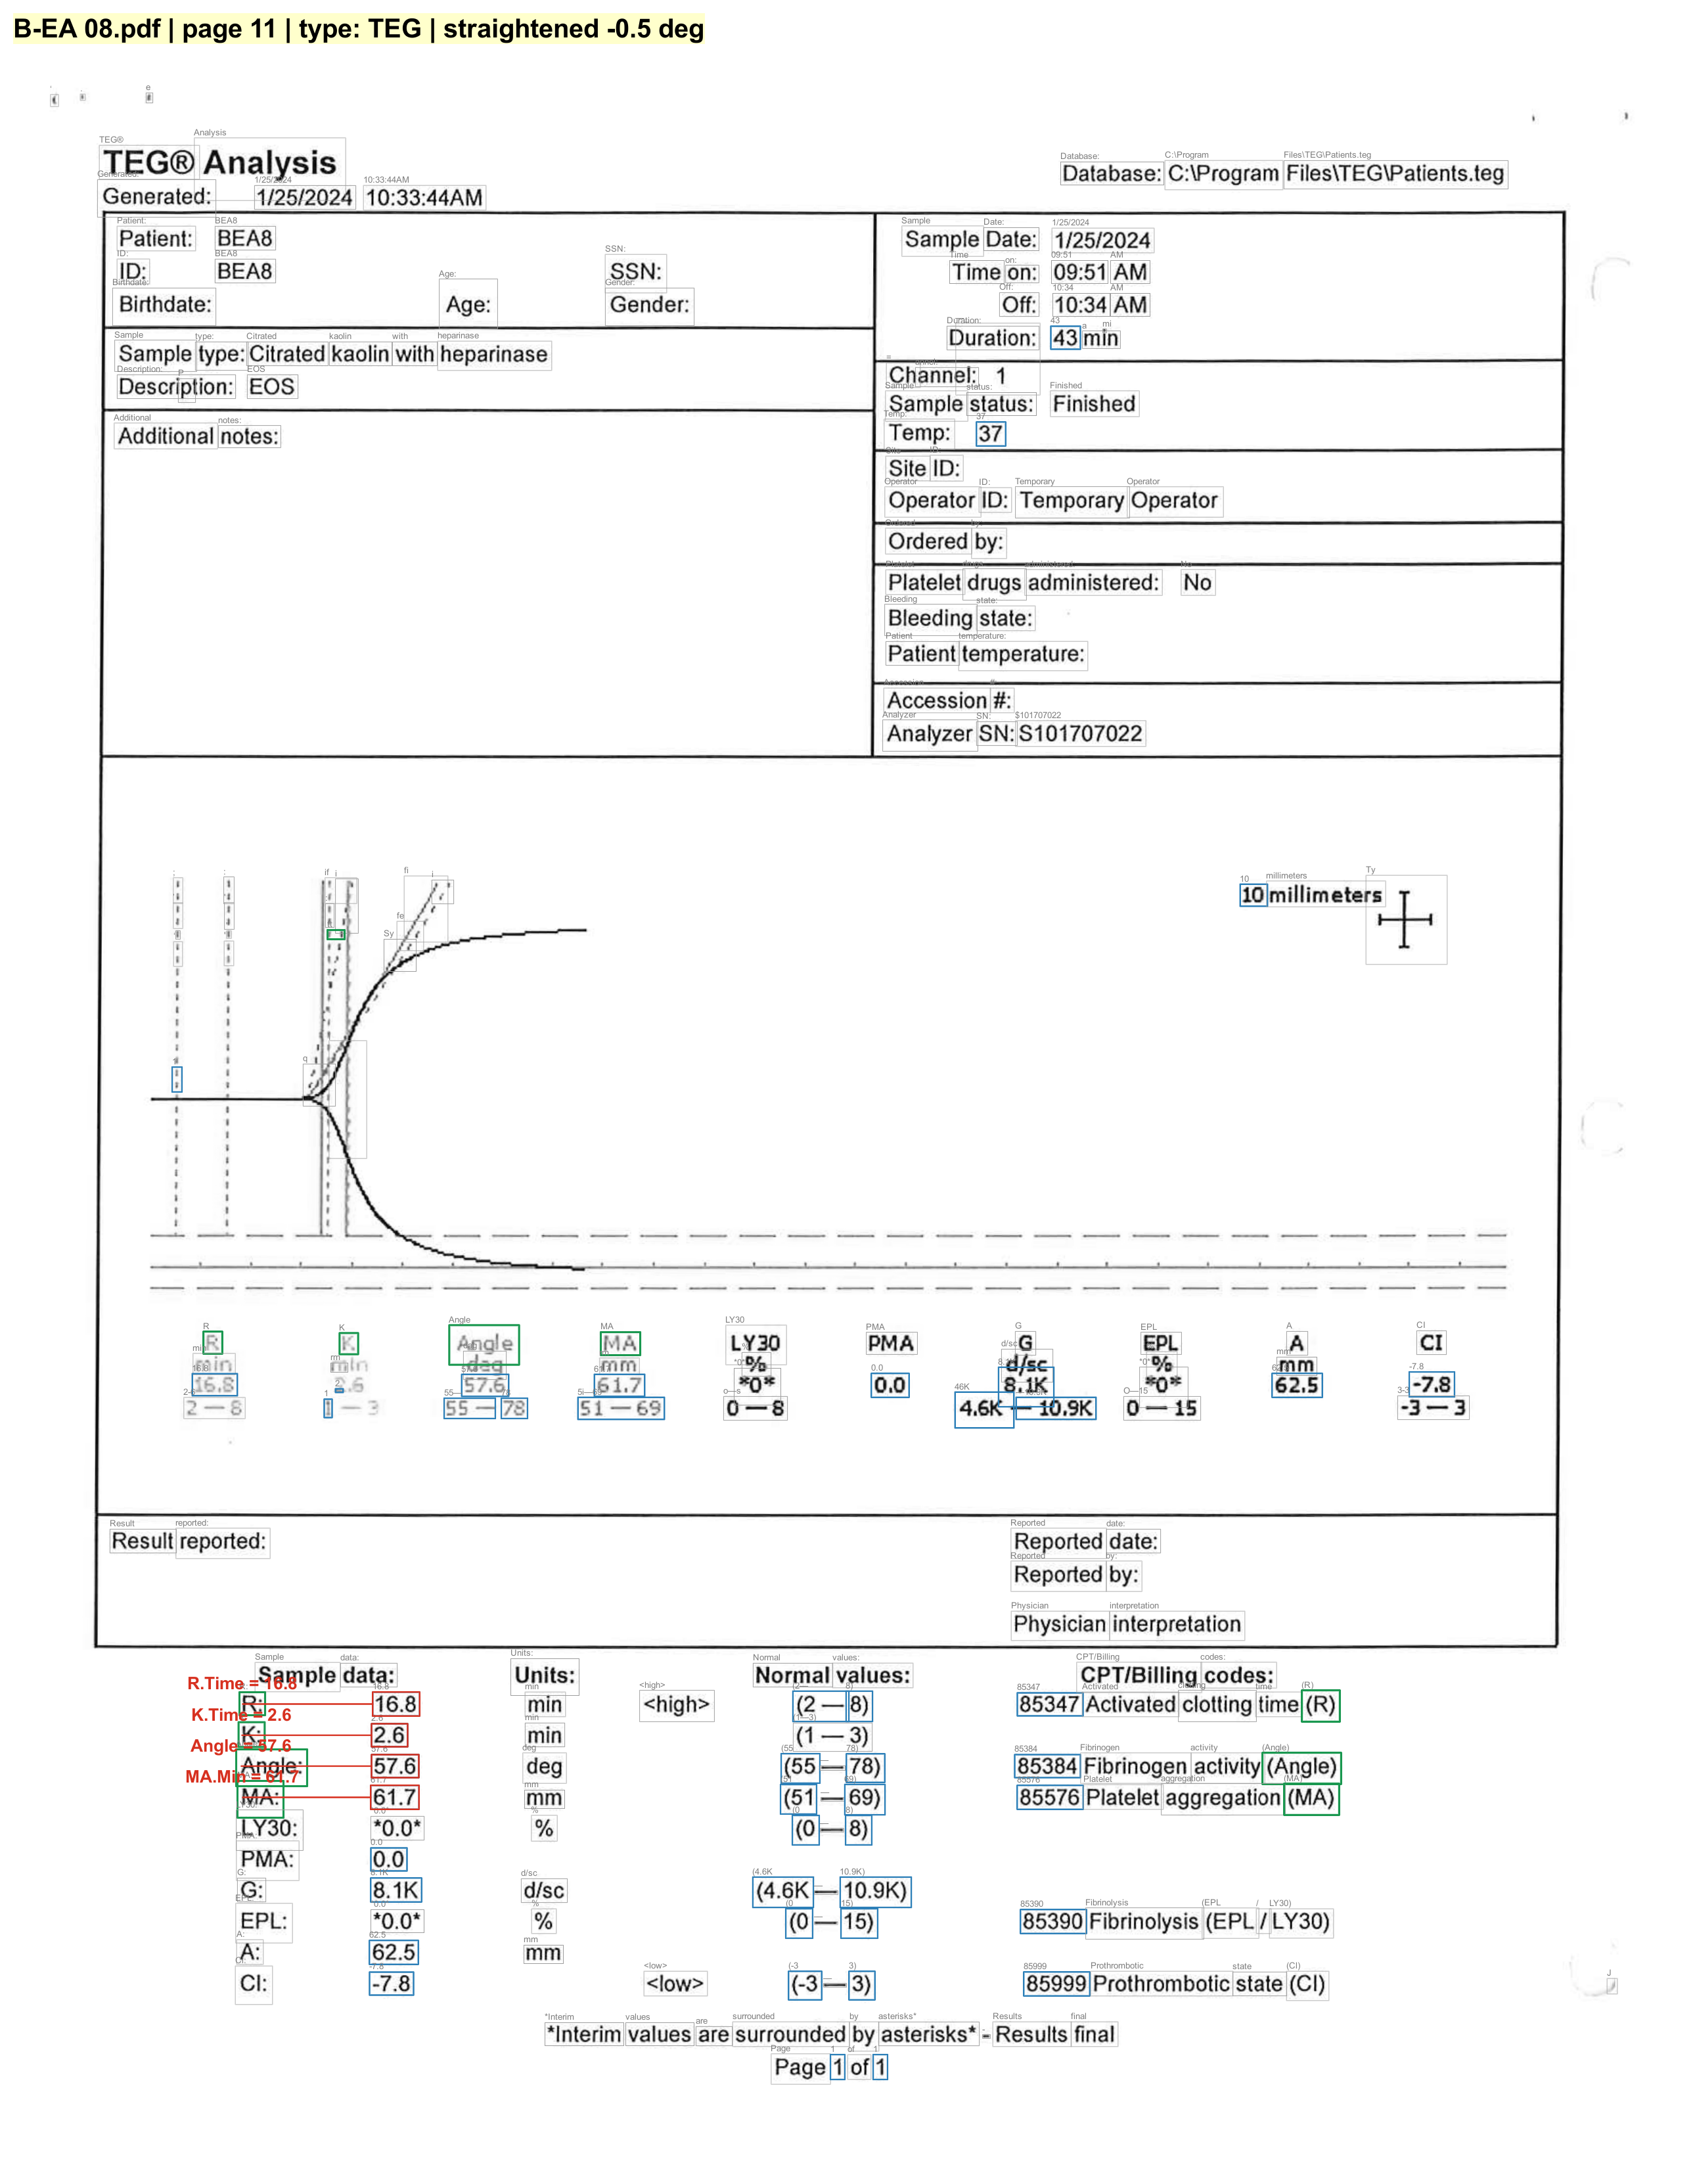 B-EA 08.pdf | page 11 | type: TEG | straightened -0.5 deg
TEG® Analysis
Generated: 1/25/2024 10:33:44AM
Database: C:\Program Files\TEG\Patients.teg
Patient: BEA8
ID: BEA8
SSN:
Birthdate:
Age:
Gender:
Sample type: Citrated kaolin with heparinase
Description: EOS
Additional notes:
Sample Date: 1/25/2024
Time on: 09:51 AM
Off: 10:34 AM
Duration: 43 min
Channel: 1
Sample status: Finished
Temp: 37
Site ID:
Operator ID: Temporary Operator
Ordered by:
Platelet drugs administered: No
Bleeding state:
Patient temperature:
Accession #:
Analyzer SN: S101707022
10 millimeters
R K Angle MA LY30 PMA G EPL A CI
min min deg mm % d/sc % mm
16.8 2.6 57.6 61.7 *0* 0.0 8.1K *0* 62.5 -7.8
2 — 8 1 — 3 55 — 78 51 — 69 0 — 8 4.6K — 10.9K 0 — 15 -3 — 3
Result reported:
Reported date:
Reported by:
Physician interpretation
Sample data: Units: Normal values: CPT/Billing codes:
R.Time = 16.8
R: 16.8 min <high> (2 — 8) 85347 Activated clotting time (R)
K.Time = 2.6
K: 2.6 min (1 — 3)
Angle = 57.6
Angle: 57.6 deg (55 — 78) 85384 Fibrinogen activity (Angle)
MA.Min = 61.7
MA: 61.7 mm (51 — 69) 85576 Platelet aggregation (MA)
LY30: *0.0* % (0 — 8)
PMA: 0.0
G: 8.1K d/sc (4.6K — 10.9K)
EPL: *0.0* % (0 — 15) 85390 Fibrinolysis (EPL / LY30)
A: 62.5 mm
CI: -7.8 <low> (-3 — 3) 85999 Prothrombotic state (CI)
*Interim values are surrounded by asterisks* - Results final
Page 1 of 1